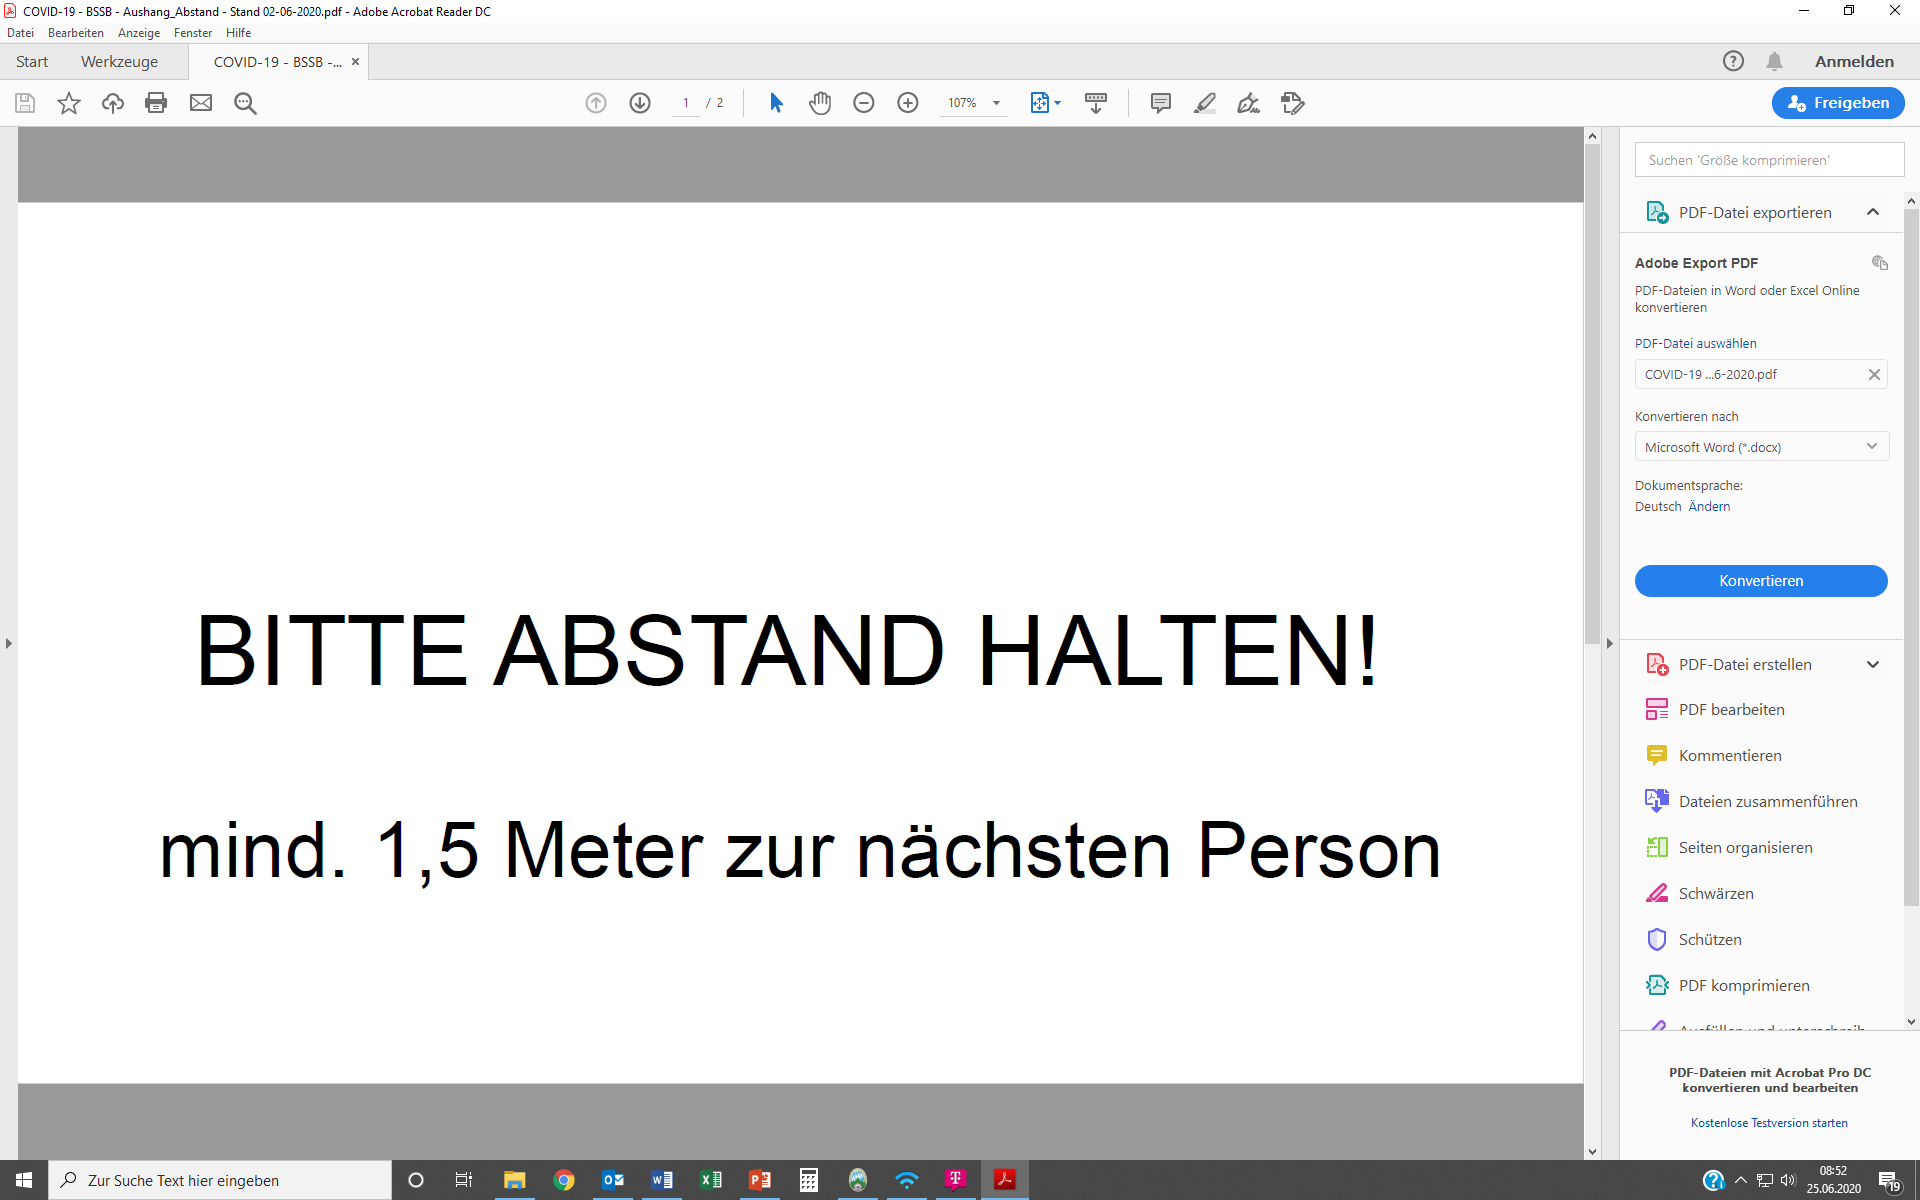 COVID-19 - BSSB - Aushang_Abstand - Stand 02-06-2020.pdf - Adobe Acrobat Reader DC
Datei Bearbeiten Anzeige Fenster Hilfe
Start Werkzeuge COVID-19 - BSSB -... Anmelden
1 / 2 107% Freigeben
Suchen 'Größe komprimieren'
PDF-Datei exportieren
Adobe Export PDF
PDF-Dateien in Word oder Excel Online
konvertieren
PDF-Datei auswählen
COVID-19 ...6-2020.pdf
Konvertieren nach
Microsoft Word (*.docx)
Dokumentsprache:
Deutsch Ändern
Konvertieren
BITTE ABSTAND HALTEN!
mind. 1,5 Meter zur nächsten Person
PDF-Datei erstellen
PDF bearbeiten
Kommentieren
Dateien zusammenführen
Seiten organisieren
Schwärzen
Schützen
PDF komprimieren
Ausfüllen und unterschreib
PDF-Dateien mit Acrobat Pro DC
konvertieren und bearbeiten
Kostenlose Testversion starten
Zur Suche Text hier eingeben
08:52
25.06.2020
19